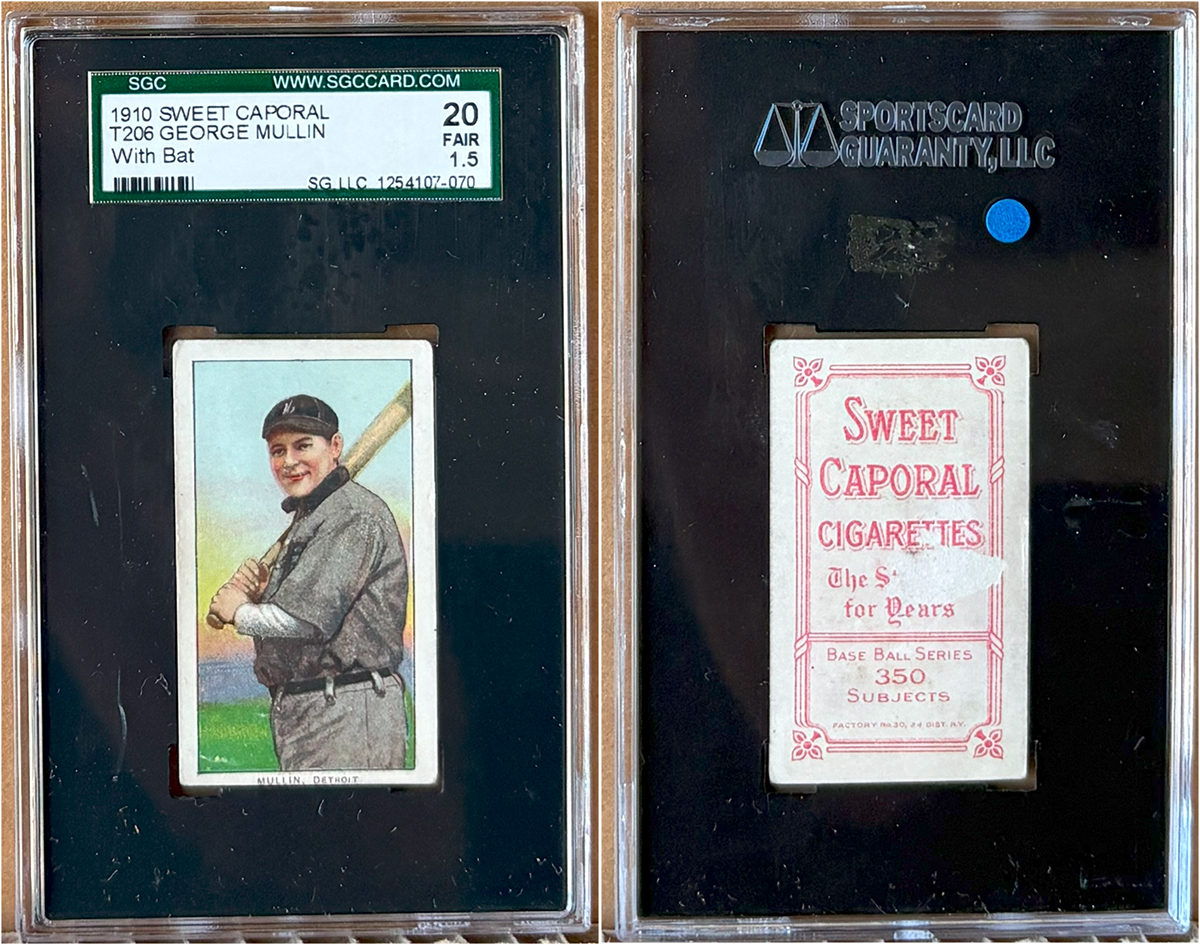 SGC WWW.SGCCARD.COM
1910 SWEET CAPORAL 20
T206 GEORGE MULLIN FAIR
With Bat 1.5
SG LLC 1254107-070
MULLIN, DETROIT
SPORTSCARD
GUARANTY, LLC
SWEET
CAPORAL
CIGARETTES
The S
for Years
BASE BALL SERIES
350
SUBJECTS
FACTORY No. 30, 2d DIST. N.Y.